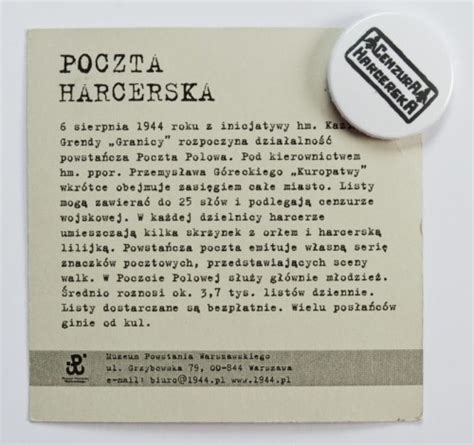 POCZTA
HARCERSKA
CENZURA
HARCERSKA
6 sierpnia 1944 roku z inicjatywy hm.
Grendy „Granicy" rozpoczyna działalność
powstańcza Poczta Polowa. Pod kierownictwem
hm. ppor. Przemysława Góreckiego „Kuropatwy"
wkrótce obejmuje zasięgiem całe miasto. Listy
mogą zawierać do 25 słów i podlegają cenzurze
wojskowej. W każdej dzielnicy harcerze
umieszczają kilka skrzynek z orłem i harcerską
lilijką. Powstańcza poczta emituje własną serię
znaczków pocztowych, przedstawiających sceny
walk. W Poczcie Polowej służy głównie młodzież.
Średnio roznosi ok. 3,7 tys. listów dziennie.
Listy dostarczane są bezpłatnie. Wielu posłańców
ginie od kul.
Muzeum Powstania Warszawskiego
ul. Grzybowska 79, 00-844 Warszawa
e-mail: biuro@1944.pl www.1944.pl